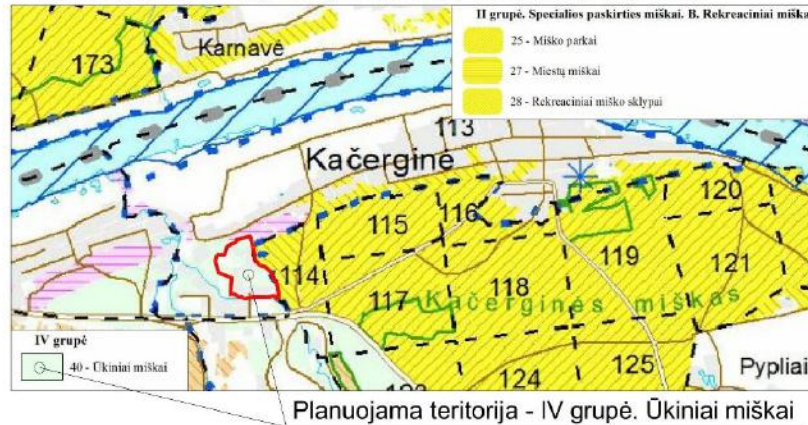 II grupė. Specialios paskirties miškai. B. Rekreaciniai miška
25 - Miško parkai
27 - Miestų miškai
28 - Rekreaciniai miško sklypai
173
Karnavė
113
Kačerginė
115
116
120
114
119
121
118
117
Kačerginės miškas
124
125
Pypliai
IV grupė
40 - Ūkiniai miškai
Planuojama teritorija - IV grupė. Ūkiniai miškai